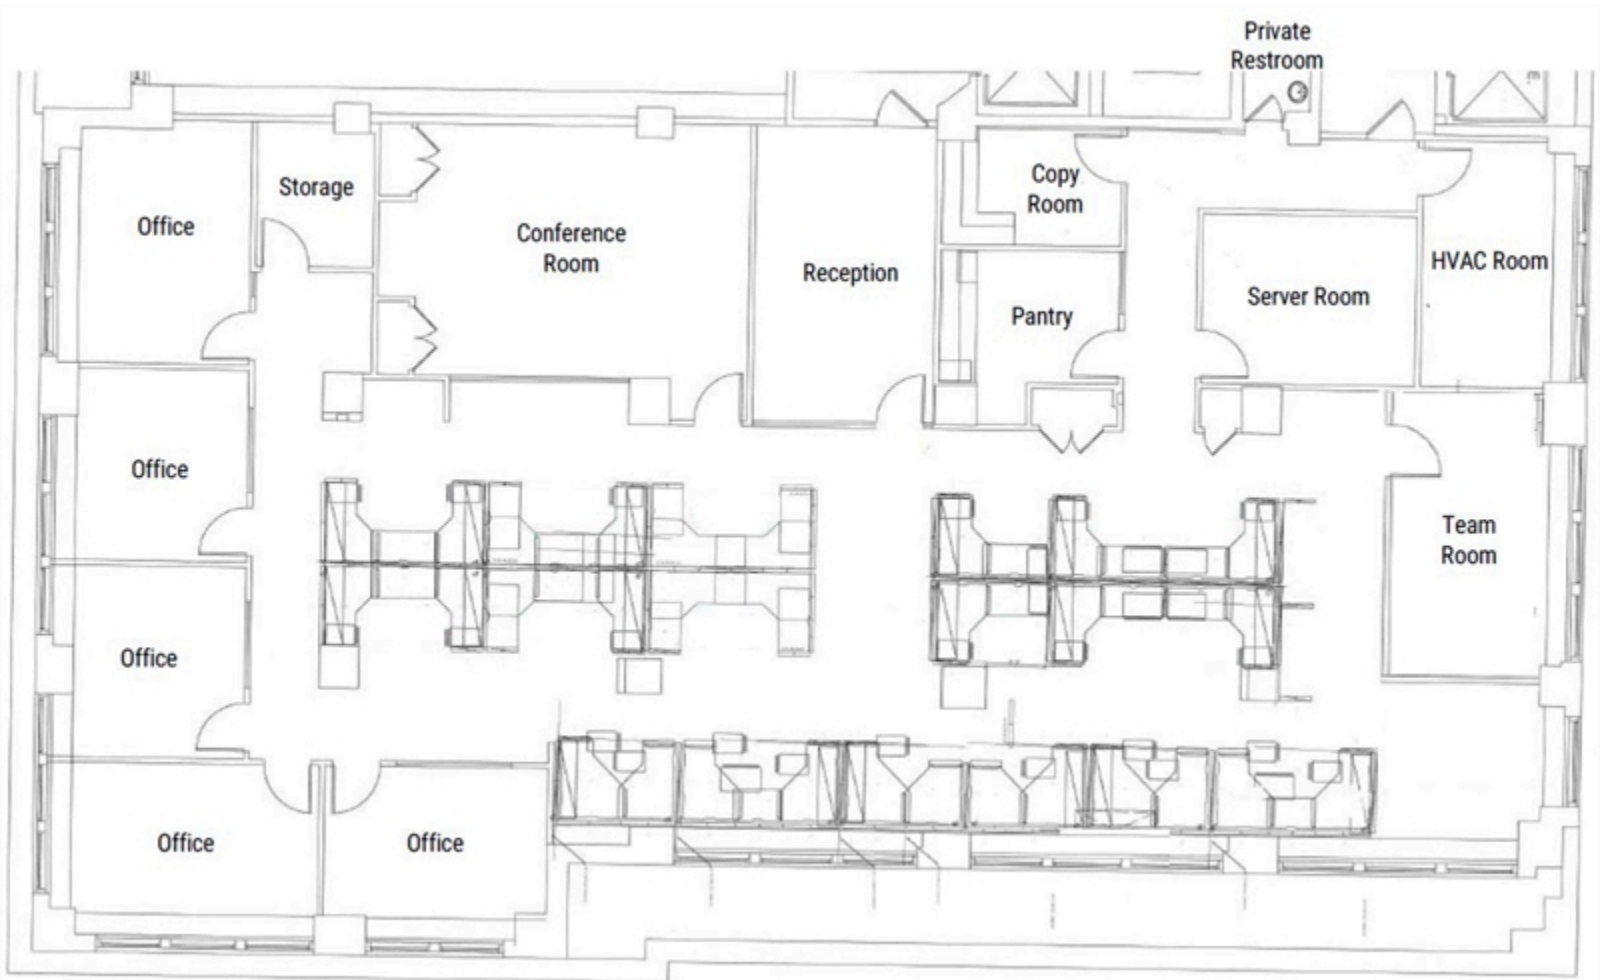 Private
Restroom
Storage
Copy
Room
Office
Conference
Room
Reception
HVAC Room
Server Room
Pantry
Office
Team
Room
Office
Office
Office